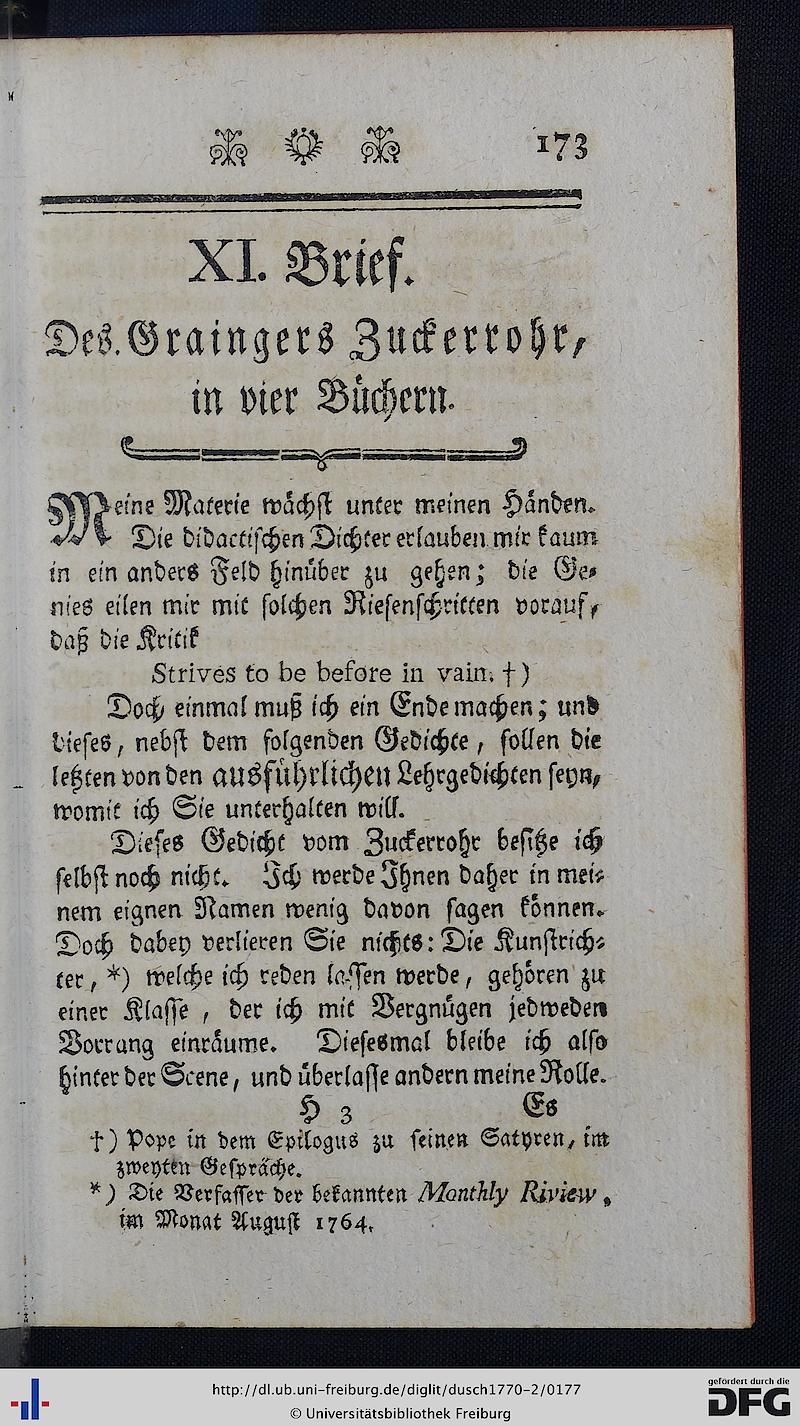 173
XI. Brief.
Des. Graingers Zuckerrohr,
in vier Büchern.
Meine Materie wächst unter meinen Händen.
Die didactischen Dichter erlauben mir kaum
in ein anders Feld hinüber zu gehen; die Ge-
nies eilen mir mit solchen Riesenschritten vorauf,
daß die Kritik
Strives to be before in vain. †)
Doch einmal muß ich ein Ende machen; und
dieses, nebst dem folgenden Gedichte, sollen die
letzten von den ausführlichen Lehrgedichten seyn,
womit ich Sie unterhalten will.
Dieses Gedicht vom Zuckerrohr besitze ich
selbst noch nicht. Ich werde Ihnen daher in mei-
nem eignen Namen wenig davon sagen können.
Doch dabey verlieren Sie nichts: Die Kunstrich-
ter, *) welche ich reden lassen werde, gehören zu
einer Klasse, der ich mit Vergnügen jedweden
Vorrang einräume. Diesesmal bleibe ich also
hinter der Scene, und überlasse andern meine Rolle.
H 3 Es
†) Pope in dem Epilogus zu seinen Satyren, im
zweyten Gespräche.
*) Die Verfasser der bekannten Monthly Riview,
im Monat August 1764.
http://dl.ub.uni-freiburg.de/diglit/dusch1770-2/0177
© Universitätsbibliothek Freiburg
gefördert durch die
DFG